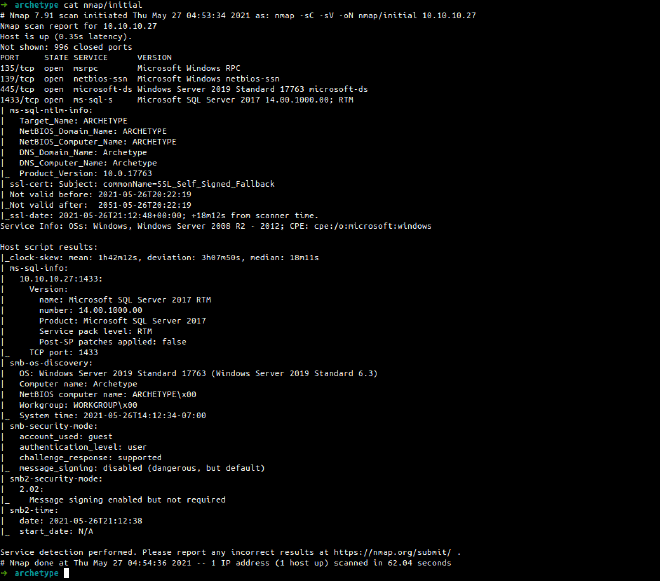 → archetype cat nmap/initial
# Nmap 7.91 scan initiated Thu May 27 04:53:34 2021 as: nmap -sC -sV -oN nmap/initial 10.10.10.27
Nmap scan report for 10.10.10.27
Host is up (0.35s latency).
Not shown: 996 closed ports
PORT     STATE SERVICE      VERSION
135/tcp  open  msrpc        Microsoft Windows RPC
139/tcp  open  netbios-ssn  Microsoft Windows netbios-ssn
445/tcp  open  microsoft-ds Windows Server 2019 Standard 17763 microsoft-ds
1433/tcp open  ms-sql-s     Microsoft SQL Server 2017 14.00.1000.00; RTM
| ms-sql-ntlm-info:
|   Target_Name: ARCHETYPE
|   NetBIOS_Domain_Name: ARCHETYPE
|   NetBIOS_Computer_Name: ARCHETYPE
|   DNS_Domain_Name: Archetype
|   DNS_Computer_Name: Archetype
|_  Product_Version: 10.0.17763
| ssl-cert: Subject: commonName=SSL_Self_Signed_Fallback
| Not valid before: 2021-05-26T20:22:19
|_Not valid after:  2051-05-26T20:22:19
|_ssl-date: 2021-05-26T21:12:48+00:00; +18m12s from scanner time.
Service Info: OSs: Windows, Windows Server 2008 R2 - 2012; CPE: cpe:/o:microsoft:windows
Host script results:
|_clock-skew: mean: 1h42m12s, deviation: 3h07m50s, median: 18m11s
| ms-sql-info:
|   10.10.10.27:1433:
|     Version:
|       name: Microsoft SQL Server 2017 RTM
|       number: 14.00.1000.00
|       Product: Microsoft SQL Server 2017
|       Service pack level: RTM
|       Post-SP patches applied: false
|_    TCP port: 1433
| smb-os-discovery:
|   OS: Windows Server 2019 Standard 17763 (Windows Server 2019 Standard 6.3)
|   Computer name: Archetype
|   NetBIOS computer name: ARCHETYPE\x00
|   Workgroup: WORKGROUP\x00
|_  System time: 2021-05-26T14:12:34-07:00
| smb-security-mode:
|   account_used: guest
|   authentication_level: user
|   challenge_response: supported
|_  message_signing: disabled (dangerous, but default)
| smb2-security-mode:
|   2.02:
|_    Message signing enabled but not required
| smb2-time:
|   date: 2021-05-26T21:12:38
|_  start_date: N/A
Service detection performed. Please report any incorrect results at https://nmap.org/submit/ .
# Nmap done at Thu May 27 04:54:36 2021 -- 1 IP address (1 host up) scanned in 62.04 seconds
→ archetype